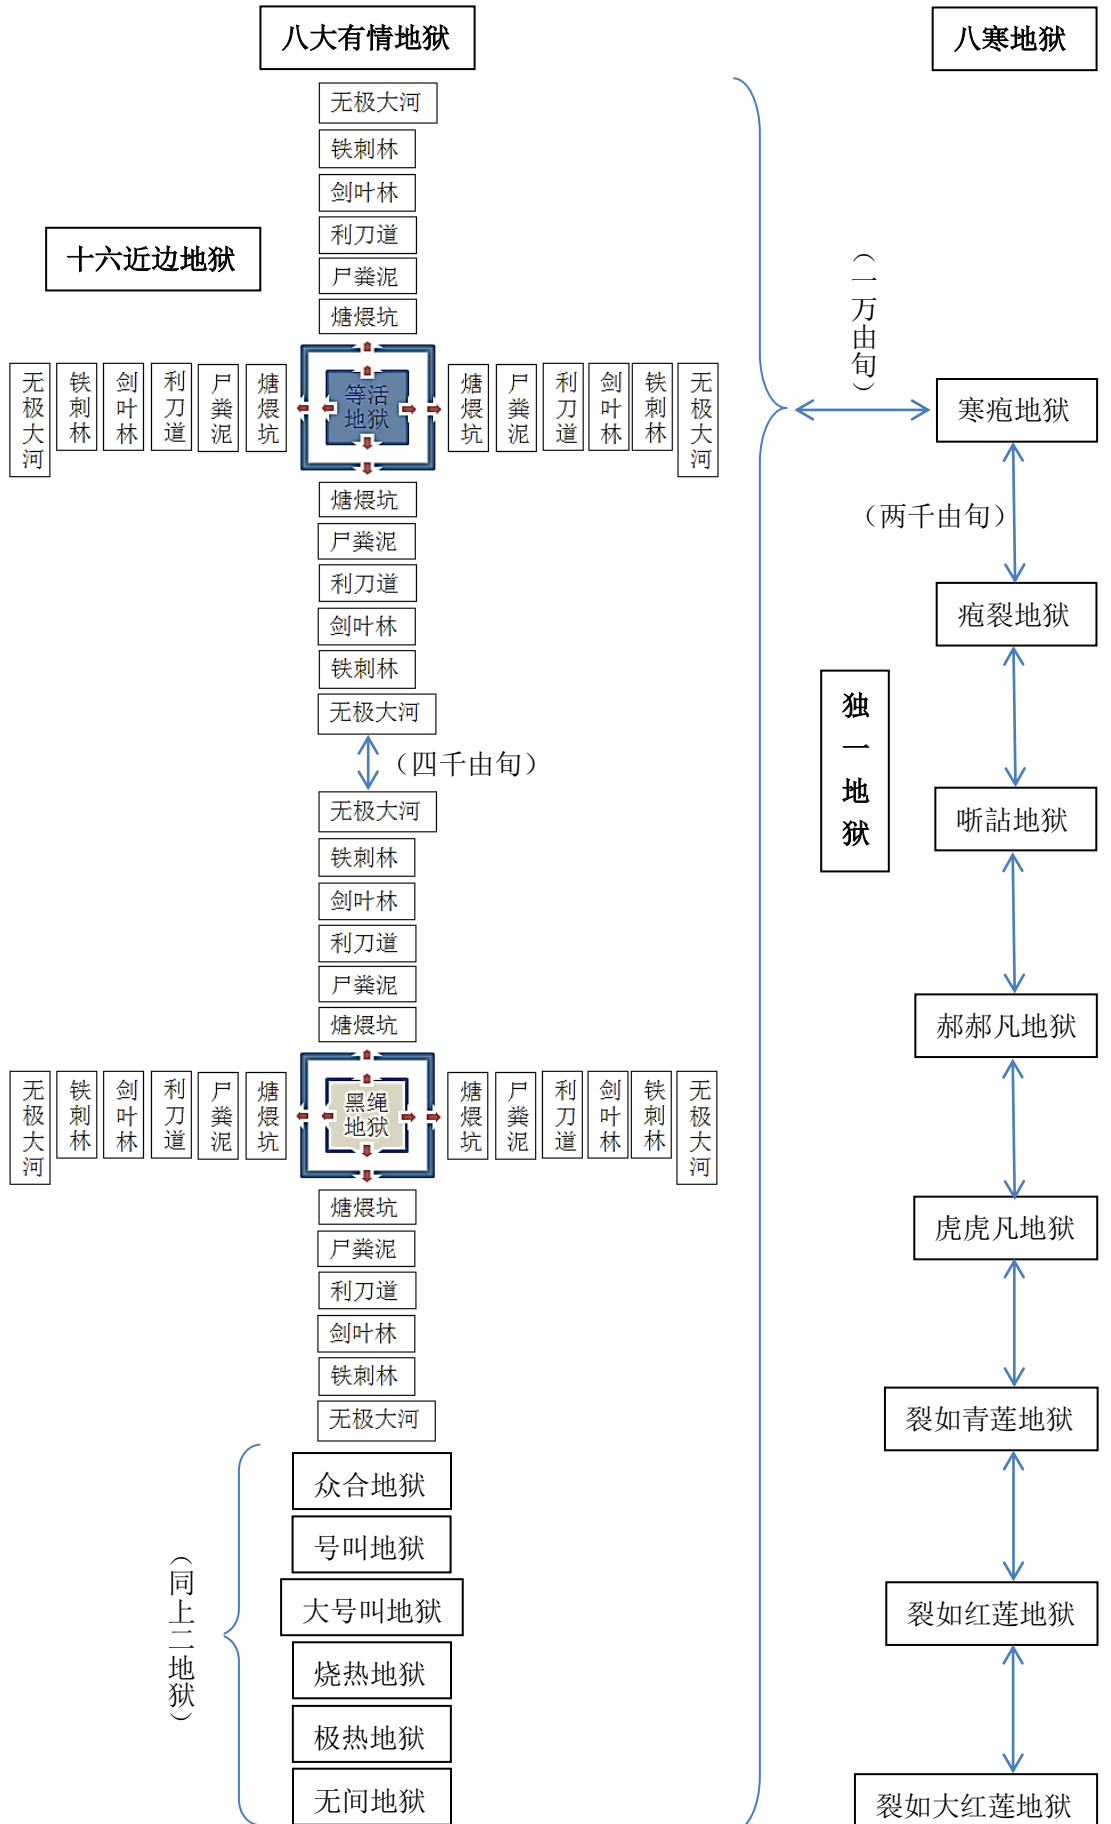 八大有情地狱
八寒地狱
无极大河
铁刺林
剑叶林
利刀道
尸粪泥
煻煨坑
十六近边地狱
无极大河
铁刺林
剑叶林
利刀道
尸粪泥
煻煨坑
等活
地狱
煻煨坑
尸粪泥
利刀道
剑叶林
铁刺林
无极大河
煻煨坑
尸粪泥
利刀道
剑叶林
铁刺林
无极大河
（四千由旬）
无极大河
铁刺林
剑叶林
利刀道
尸粪泥
煻煨坑
无极大河
铁刺林
剑叶林
利刀道
尸粪泥
煻煨坑
黑绳
地狱
煻煨坑
尸粪泥
利刀道
剑叶林
铁刺林
无极大河
煻煨坑
尸粪泥
利刀道
剑叶林
铁刺林
无极大河
（同上二地狱）
众合地狱
号叫地狱
大号叫地狱
烧热地狱
极热地狱
无间地狱
（一万由旬）
独一地狱
寒疱地狱
（两千由旬）
疱裂地狱
哳詀地狱
郝郝凡地狱
虎虎凡地狱
裂如青莲地狱
裂如红莲地狱
裂如大红莲地狱